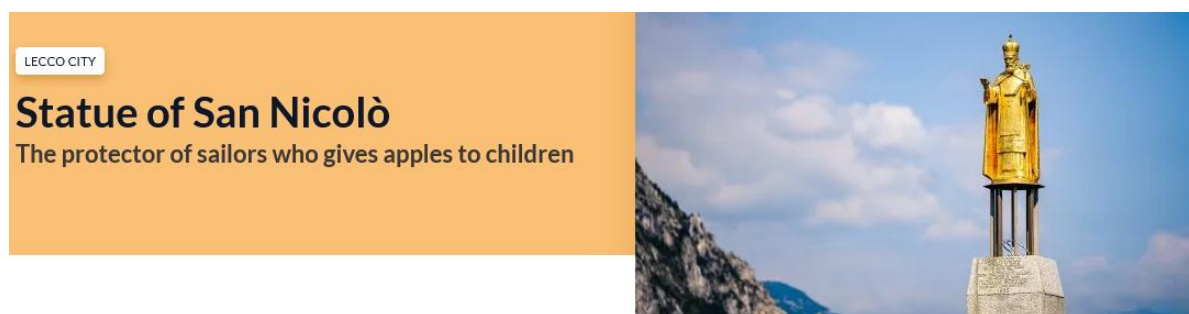 LECCO CITY
Statue of San Nicolò
The protector of sailors who gives apples to children